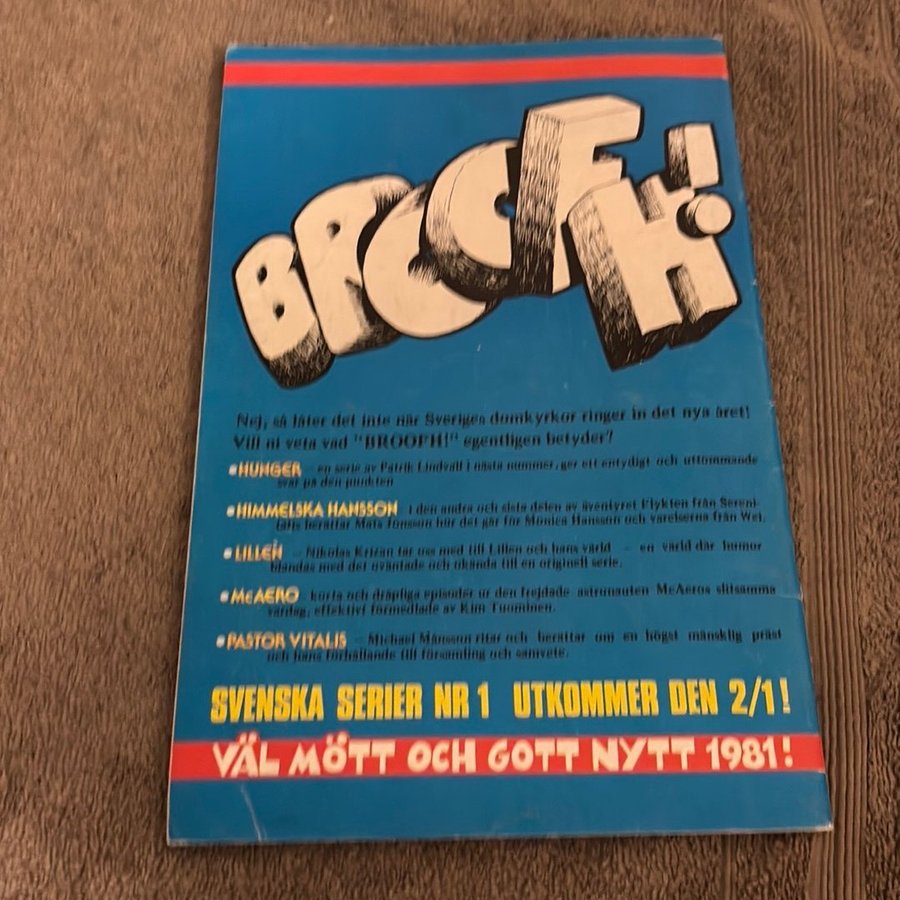 BROOFH!
Nej, så låter det inte när Sveriges domkyrkor ringer in det nya året!
Vill ni veta vad "BROOFH!" egentligen betyder?
• HUNGER – en serie av Patrik Lindvall i nästa nummer, ger ett entydigt och uttömmande
svar på den punkten
• HIMMELSKA HANSSON – i den andra och sista delen av äventyret Flykten från Sereni-
tatis berättar Mats Jonsson hur det går för Monica Hansson och varelserna från Wei.
• LILLEN – Nikolas Krizan tar oss med till Lillen och hans värld – en värld där humor
blandas med det oväntade och okända till en originell serie.
• McAERO – korta och dråpliga episoder ur den frejdade astronauten McAeros slitsamma
vardag, effektivt förmedlade av Kim Tuominen.
• PASTOR VITALIS – Michael Månsson ritar och berättar om en högst mänsklig präst
och hans förhållande till församling och samvete.
SVENSKA SERIER NR 1 UTKOMMER DEN 2/1!
VÄL MÖTT OCH GOTT NYTT 1981!